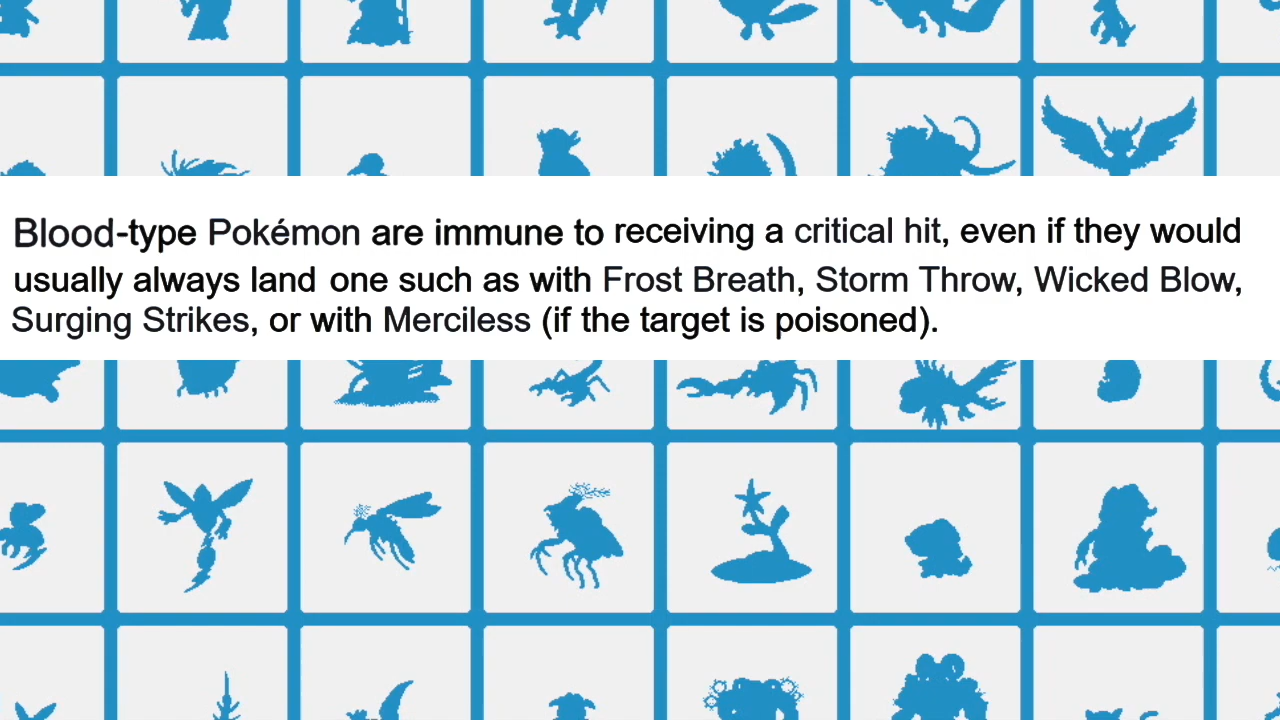 Blood-type Pokémon are immune to receiving a critical hit, even if they would
usually always land one such as with Frost Breath, Storm Throw, Wicked Blow,
Surging Strikes, or with Merciless (if the target is poisoned).